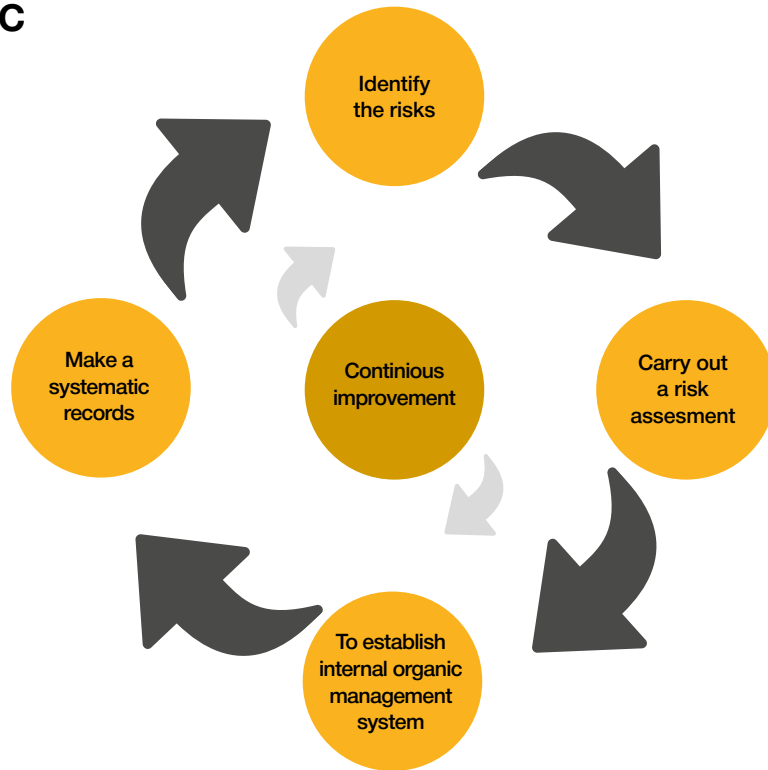 C
Identify
the risks
Make a
systematic
records
Continious
improvement
Carry out
a risk
assesment
To establish
internal organic
management
system